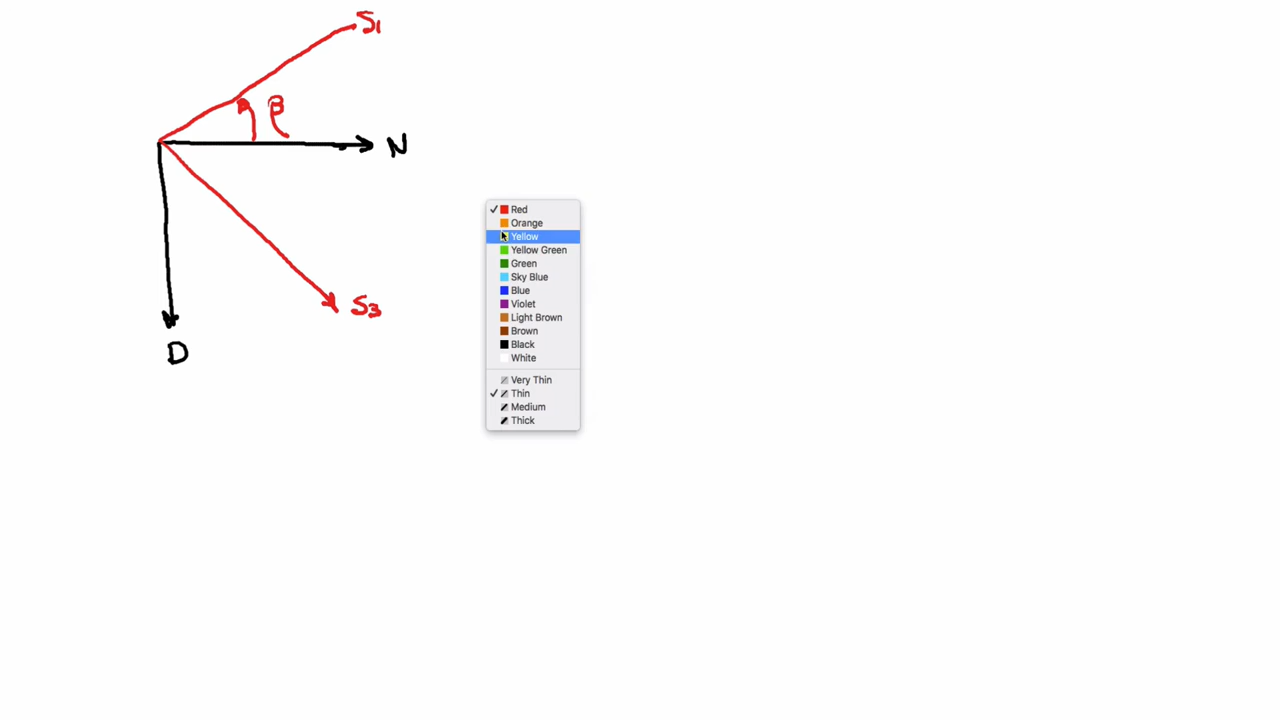 S1
β
N
S3
D
Red
Orange
Yellow
Yellow Green
Green
Sky Blue
Blue
Violet
Light Brown
Brown
Black
White
Very Thin
Thin
Medium
Thick